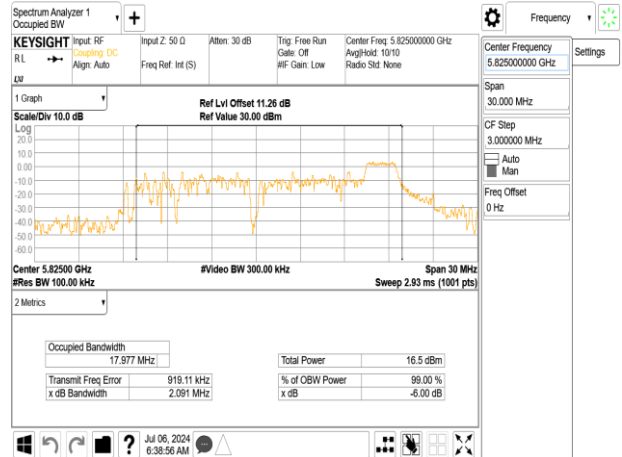 Spectrum Analyzer 1
Occupied BW
Frequency
KEYSIGHT
Input: RF
Coupling: DC
Align: Auto
Input Z: 50 Ω
Freq Ref: Int (S)
Atten: 30 dB
Trig: Free Run
Gate: Off
#IF Gain: Low
Center Freq: 5.825000000 GHz
Avg|Hold: 10/10
Radio Std: None
RL
LXI
Center Frequency
5.825000000 GHz
Settings
Span
30.000 MHz
CF Step
3.000000 MHz
Auto
Man
Freq Offset
0 Hz
1 Graph
Scale/Div 10.0 dB
Ref Lvl Offset 11.26 dB
Ref Value 30.00 dBm
Log
20.0
10.0
0.00
-10.0
-20.0
-30.0
-40.0
-50.0
-60.0
Center 5.82500 GHz
#Res BW 100.00 kHz
#Video BW 300.00 kHz
Span 30 MHz
Sweep 2.93 ms (1001 pts)
2 Metrics
Occupied Bandwidth
17.977 MHz
Total Power 16.5 dBm
Transmit Freq Error 919.11 kHz
% of OBW Power 99.00 %
x dB Bandwidth 2.091 MHz
x dB -6.00 dB
?
Jul 06, 2024
6:38:56 AM